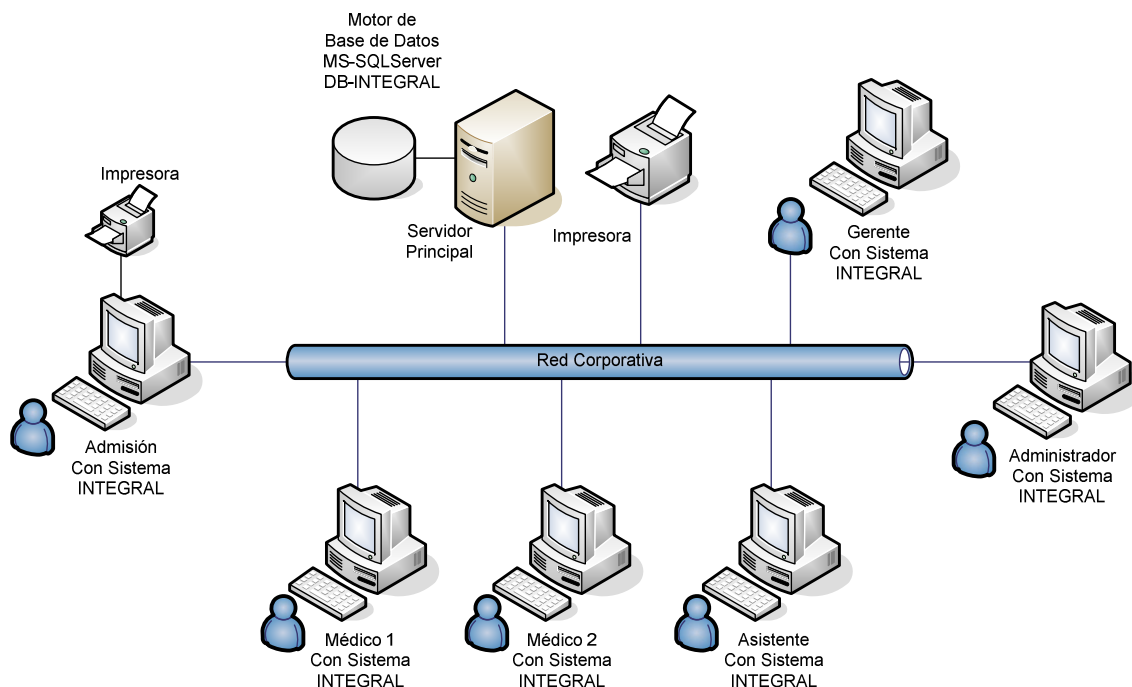 Motor de
Base de Datos
MS-SQLServer
DB-INTEGRAL
Impresora
Servidor
Principal
Impresora
Gerente
Con Sistema
INTEGRAL
Red Corporativa
Admisión
Con Sistema
INTEGRAL
Administrador
Con Sistema
INTEGRAL
Médico 1
Con Sistema
INTEGRAL
Médico 2
Con Sistema
INTEGRAL
Asistente
Con Sistema
INTEGRAL